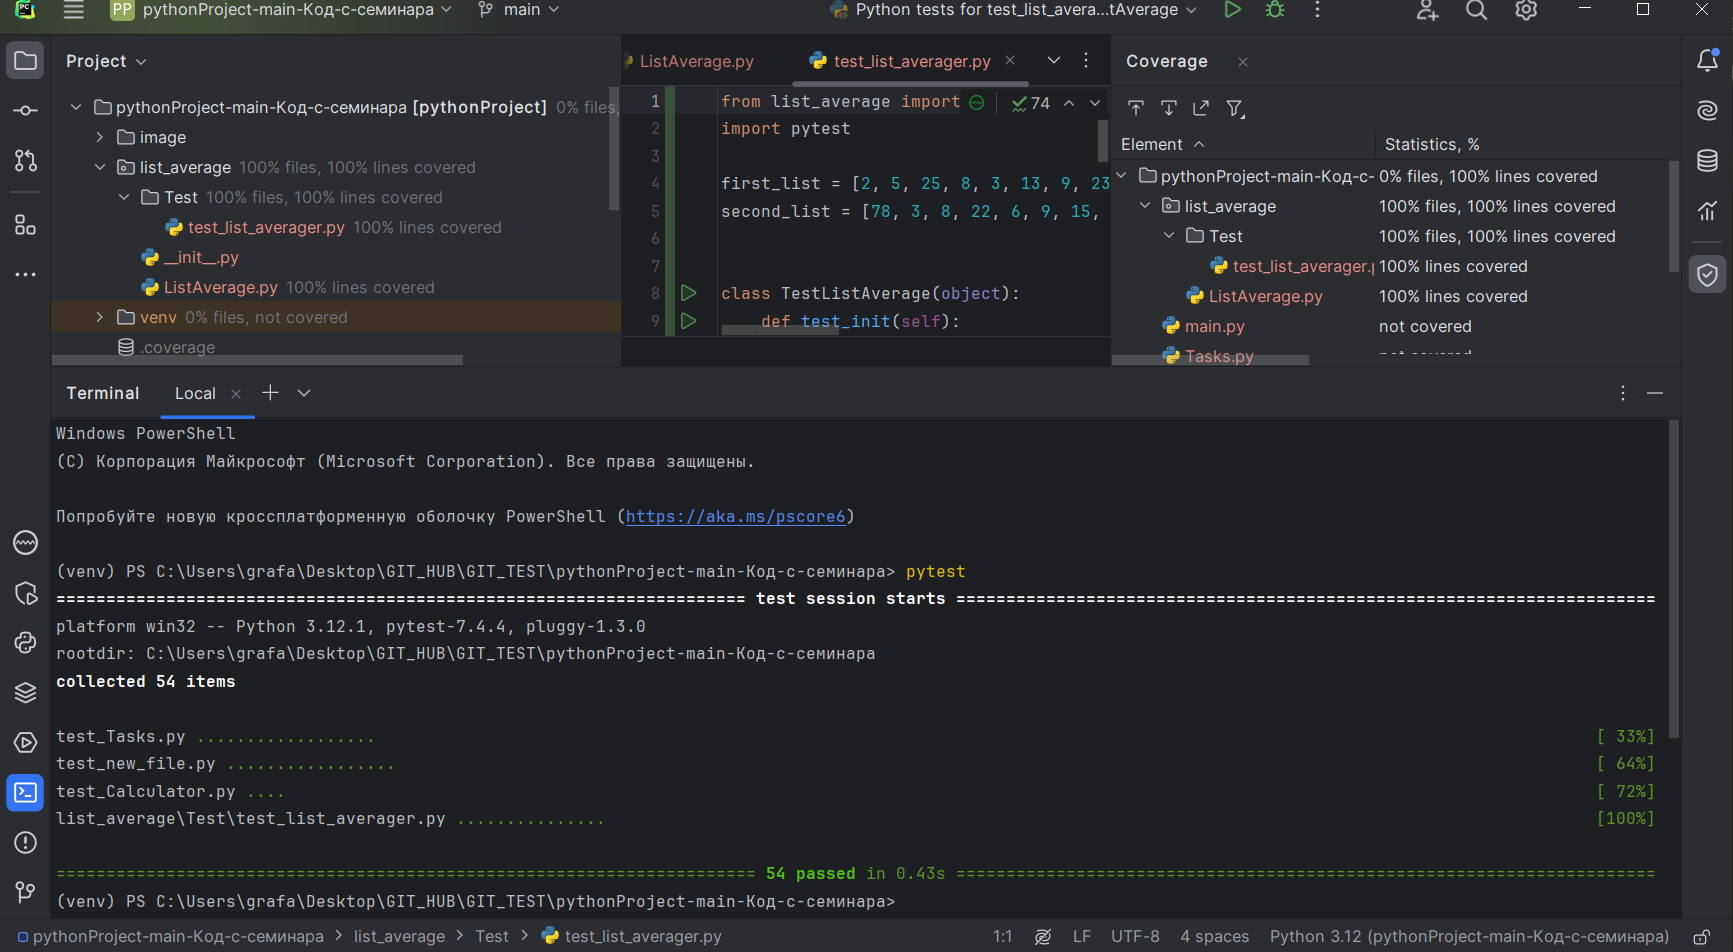 PP pythonProject-main-Код-с-семинара main Python tests for test_list_avera...tAverage
Project
pythonProject-main-Код-с-семинара [pythonProject] 0% files,
image
list_average 100% files, 100% lines covered
Test 100% files, 100% lines covered
test_list_averager.py 100% lines covered
__init__.py
ListAverage.py 100% lines covered
venv 0% files, not covered
.coverage
ListAverage.py test_list_averager.py
1 from list_average import 74
2 import pytest
3
4 first_list = [2, 5, 25, 8, 3, 13, 9, 23
5 second_list = [78, 3, 8, 22, 6, 9, 15,
6
7
8 class TestListAverage(object):
9 def test_init(self):
Coverage
Element Statistics, %
pythonProject-main-Код-с- 0% files, 100% lines covered
list_average 100% files, 100% lines covered
Test 100% files, 100% lines covered
test_list_averager. 100% lines covered
ListAverage.py 100% lines covered
main.py not covered
Tasks.py not covered
Terminal Local
Windows PowerShell
(C) Корпорация Майкрософт (Microsoft Corporation). Все права защищены.
Попробуйте новую кроссплатформенную оболочку PowerShell (https://aka.ms/pscore6)
(venv) PS C:\Users\grafa\Desktop\GIT_HUB\GIT_TEST\pythonProject-main-Код-с-семинара> pytest
===================================================================== test session starts ======================================================================
platform win32 -- Python 3.12.1, pytest-7.4.4, pluggy-1.3.0
rootdir: C:\Users\grafa\Desktop\GIT_HUB\GIT_TEST\pythonProject-main-Код-с-семинара
collected 54 items
test_Tasks.py .................. [ 33%]
test_new_file.py ................. [ 64%]
test_Calculator.py .... [ 72%]
list_average\Test\test_list_averager.py ............... [100%]
====================================================================== 54 passed in 0.43s ======================================================================
(venv) PS C:\Users\grafa\Desktop\GIT_HUB\GIT_TEST\pythonProject-main-Код-с-семинара>
pythonProject-main-Код-с-семинара > list_average > Test > test_list_averager.py 1:1 LF UTF-8 4 spaces Python 3.12 (pythonProject-main-Код-с-семинара)